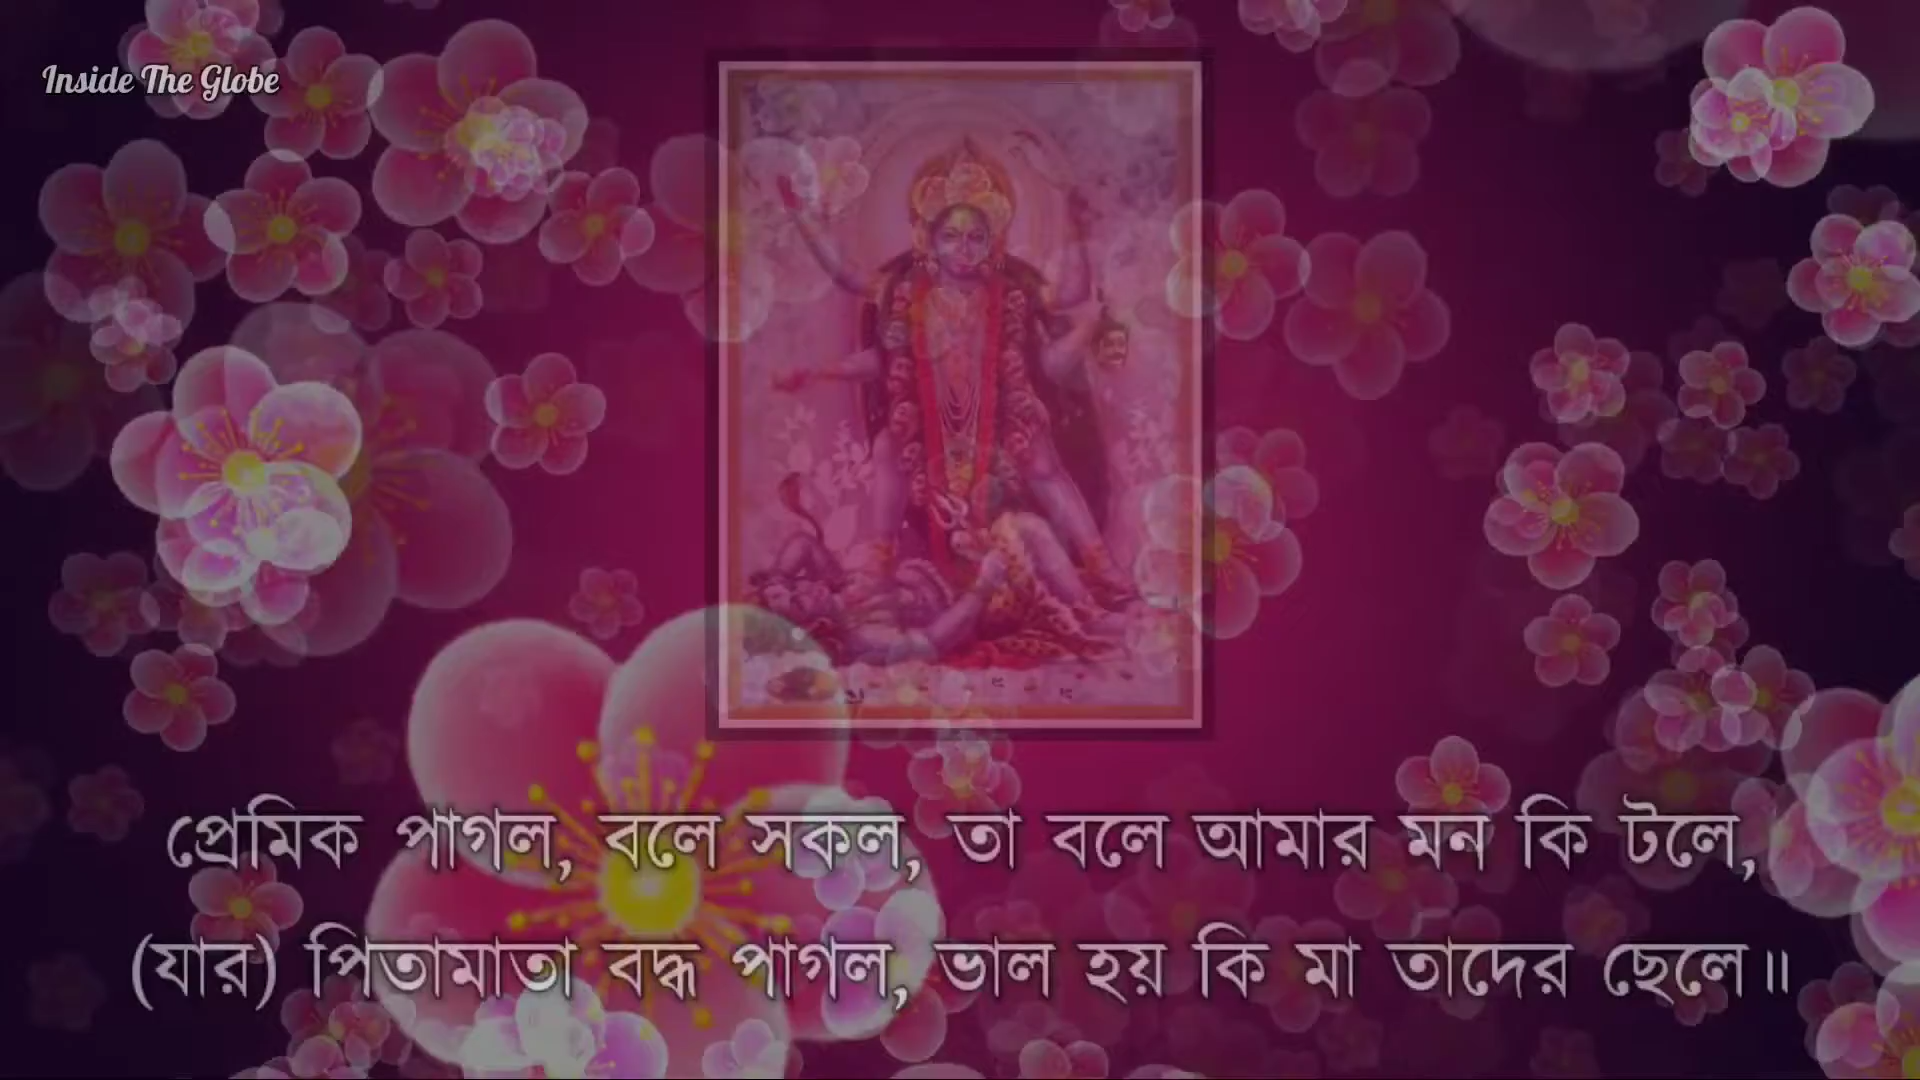 Inside The Globe
প্রেমিক পাগল, বলে সকল, তা বলে আমার মন কি টলে,
(যার) পিতামাতা বদ্ধ পাগল, ভাল হয় কি মা তাদের ছেলে॥